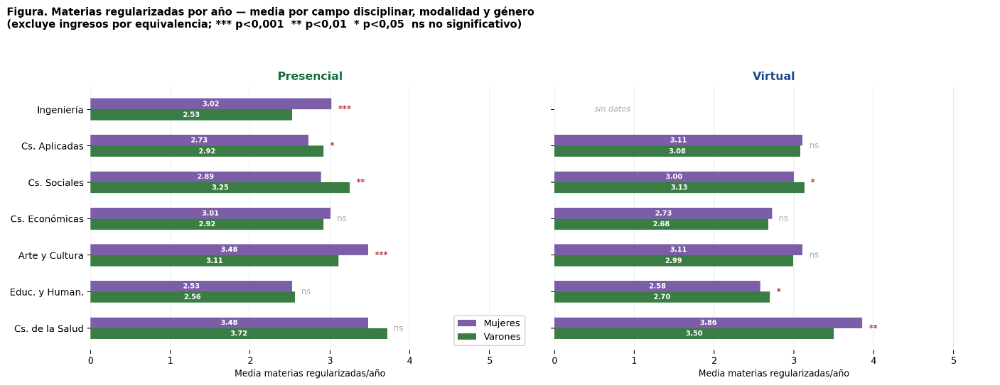 Figura. Materias regularizadas por año — media por campo disciplinar, modalidad y género
(excluye ingresos por equivalencia; *** p<0,001  ** p<0,01  * p<0,05  ns no significativo)
Presencial
Ingeniería
3.02
2.53
***
Cs. Aplicadas
2.73
2.92
*
Cs. Sociales
2.89
3.25
**
Cs. Económicas
3.01
2.92
ns
Arte y Cultura
3.48
3.11
***
Educ. y Human.
2.53
2.56
ns
Cs. de la Salud
3.48
3.72
ns
Mujeres
Varones
0 1 2 3 4 5
Media materias regularizadas/año
Virtual
sin datos
3.11
3.08
ns
3.00
3.13
*
2.73
2.68
ns
3.11
2.99
ns
2.58
2.70
*
3.86
3.50
**
0 1 2 3 4 5
Media materias regularizadas/año